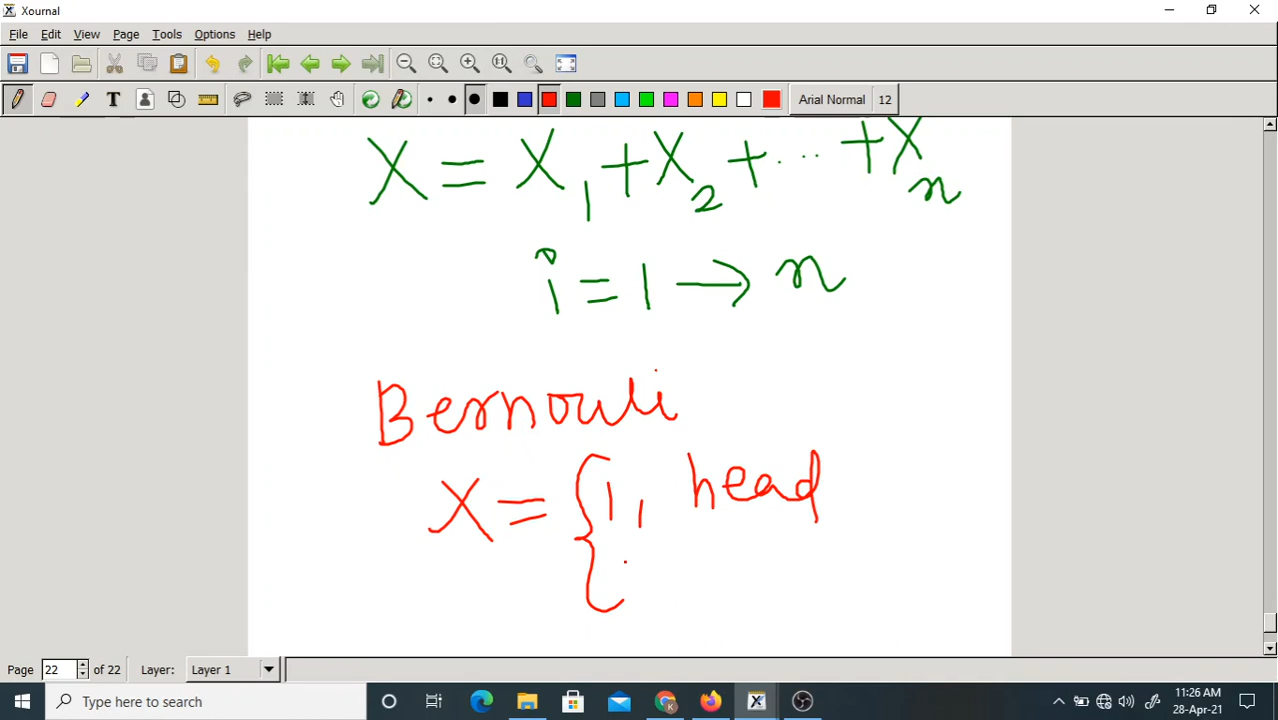 Xournal
File Edit View Page Tools Options Help
Arial Normal 12
X = X1 + X2 + ... + Xn
i = 1 → n
Bernouli
X = { 1, head
Page 22 of 22 Layer: Layer 1
Type here to search
11:26 AM
28-Apr-21